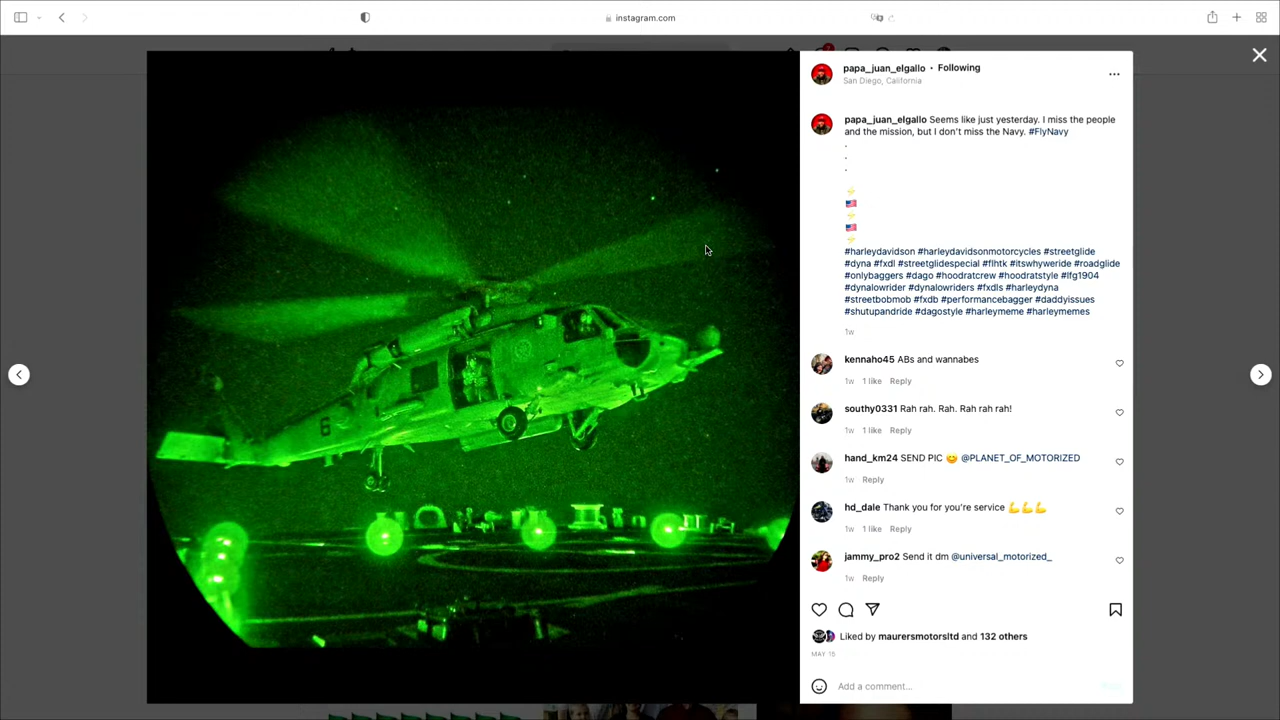 instagram.com
papa_juan_elgallo • Following
San Diego, California
papa_juan_elgallo Seems like just yesterday. I miss the people
and the mission, but I don't miss the Navy. #FlyNavy
.
.
.
#harleydavidson #harleydavidsonmotorcycles #streetglide
#dyna #fxdl #streetglidespecial #flhtk #itswhyweride #roadglide
#onlybaggers #dago #hoodratcrew #hoodratstyle #lfg1904
#dynalowrider #dynalowriders #fxdls #harleydyna
#streetbobmob #fxdb #performancebagger #daddyissues
#shutupandride #dagostyle #harleymeme #harleymemes
1w
kennaho45 ABs and wannabes
1w 1 like Reply
southy0331 Rah rah. Rah. Rah rah rah!
1w 1 like Reply
hand_km24 SEND PIC 😊 @PLANET_OF_MOTORIZED
1w Reply
hd_dale Thank you for you're service 💪💪💪
1w 1 like Reply
jammy_pro2 Send it dm @universal_motorized_
1w Reply
Liked by maurersmotorsltd and 132 others
MAY 15
Add a comment...
6